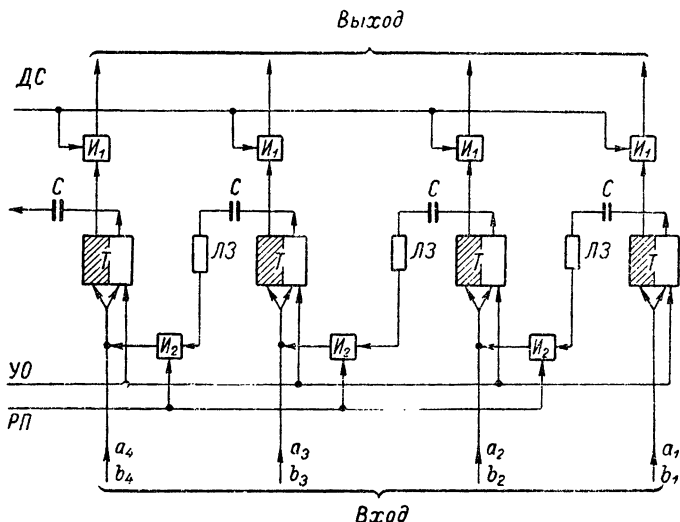 Выход
ДС
И₁ И₁ И₁ И₁
С С С С
Т ЛЗ Т ЛЗ Т ЛЗ Т
И₂ И₂ И₂
УО
РП
a₄ a₃ a₂ a₁
b₄ b₃ b₂ b₁
Вход